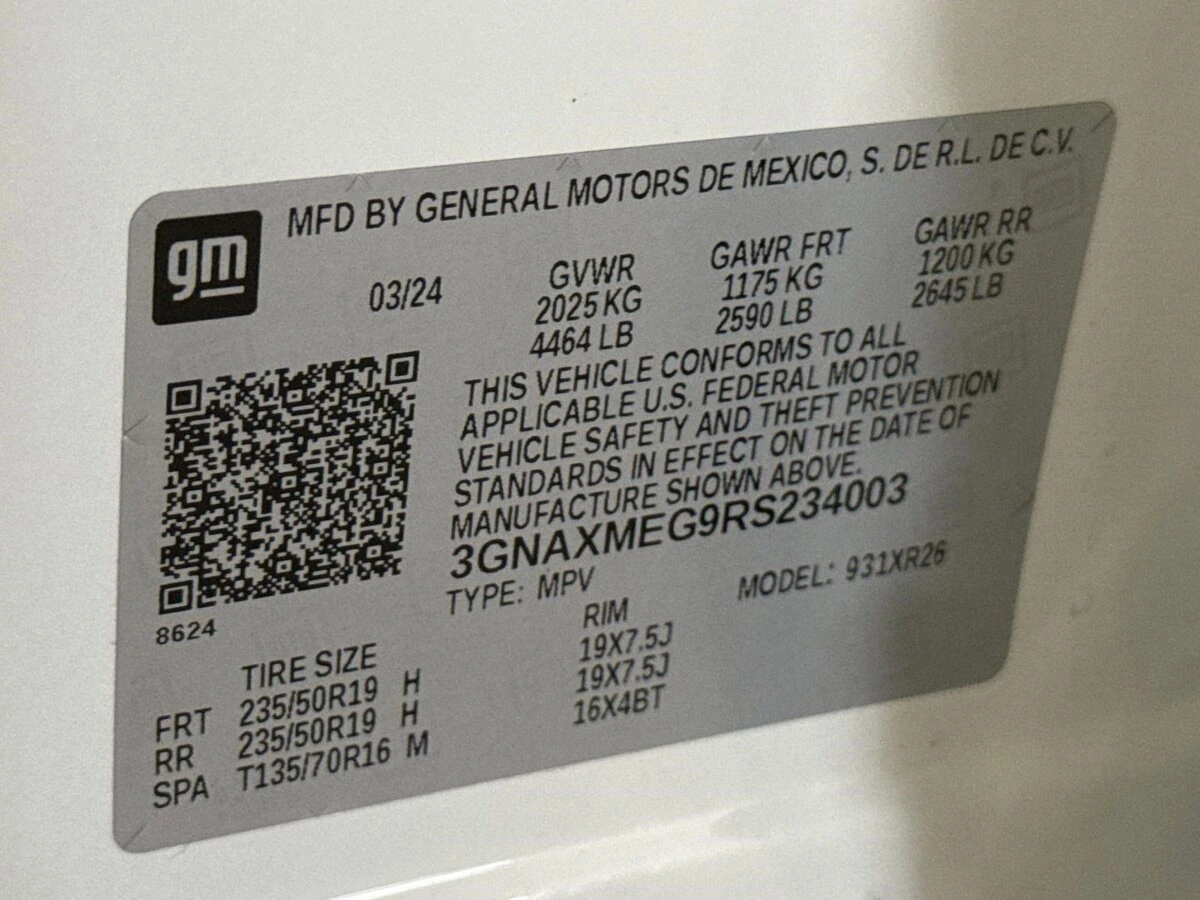 gm
MFD BY GENERAL MOTORS DE MEXICO, S. DE R.L. DE C.V.
03/24 GVWR GAWR FRT GAWR RR
2025 KG 1175 KG 1200 KG
4464 LB 2590 LB 2645 LB
THIS VEHICLE CONFORMS TO ALL
APPLICABLE U.S. FEDERAL MOTOR
VEHICLE SAFETY AND THEFT PREVENTION
STANDARDS IN EFFECT ON THE DATE OF
MANUFACTURE SHOWN ABOVE.
3GNAXMEG9RS234003
TYPE: MPV MODEL: 931XR26
8624
TIRE SIZE RIM
FRT 235/50R19 H 19X7.5J
RR 235/50R19 H 19X7.5J
SPA T135/70R16 M 16X4BT